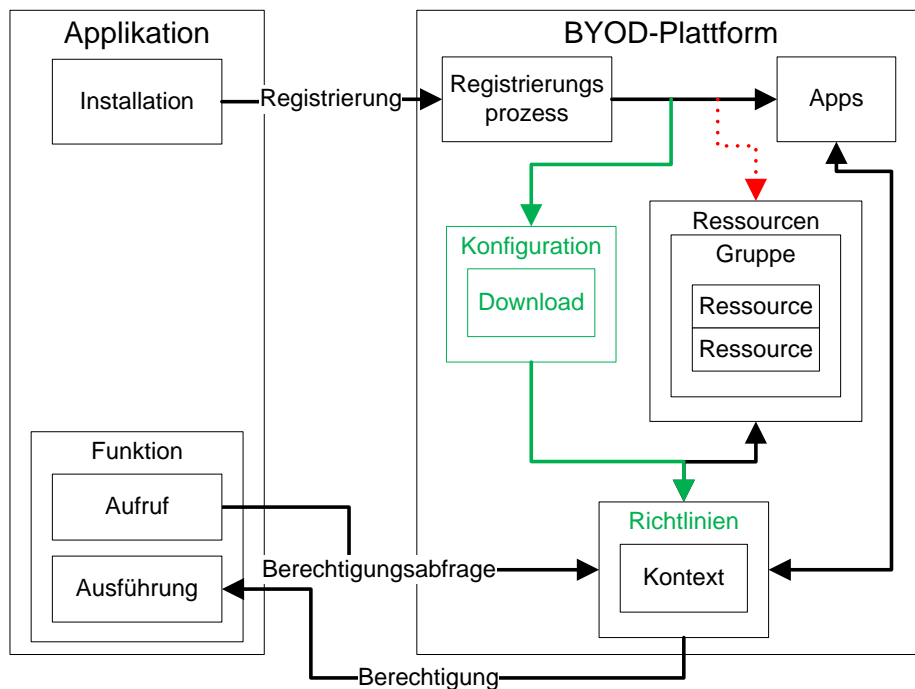 Applikation
BYOD-Plattform
Installation
Registrierung
Registrierungs
prozess
Apps
Konfiguration
Download
Ressourcen
Gruppe
Ressource
Ressource
Funktion
Aufruf
Ausführung
Berechtigungsabfrage
Richtlinien
Kontext
Berechtigung